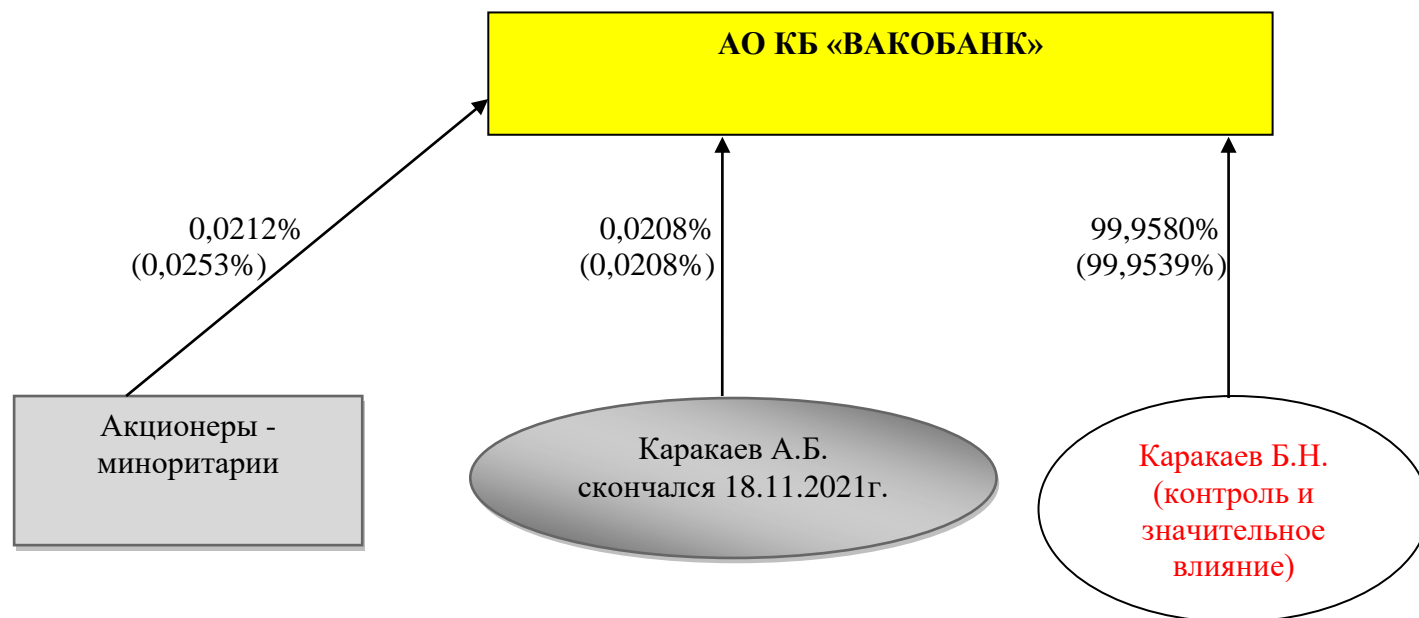 АО КБ «ВАКОБАНК»
0,0212%
(0,0253%)
0,0208%
(0,0208%)
99,9580%
(99,9539%)
Акционеры -
миноритарии
Каракаев А.Б.
скончался 18.11.2021г.
Каракаев Б.Н.
(контроль и
значительное
влияние)